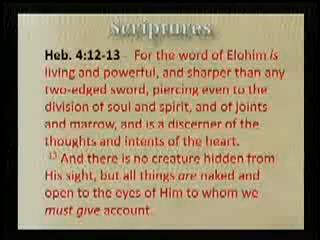 Scriptures
Heb. 4:12-13 For the word of Elohim is
living and powerful, and sharper than any
two-edged sword, piercing even to the
division of soul and spirit, and of joints
and marrow, and is a discerner of the
thoughts and intents of the heart.
13 And there is no creature hidden from
His sight, but all things are naked and
open to the eyes of Him to whom we
must give account.